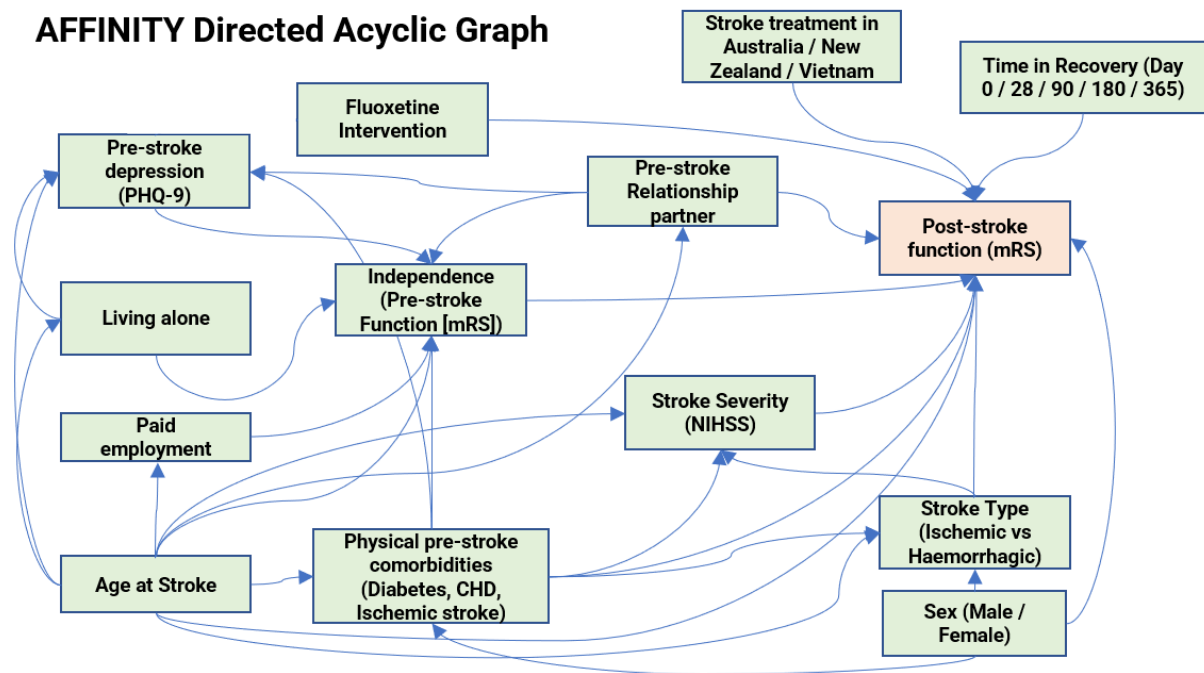 AFFINITY Directed Acyclic Graph
Stroke treatment in
Australia / New
Zealand / Vietnam
Time in Recovery (Day
0 / 28 / 90 / 180 / 365)
Fluoxetine
Intervention
Pre-stroke
depression
(PHQ-9)
Pre-stroke
Relationship
partner
Post-stroke
function (mRS)
Independence
(Pre-stroke
Function [mRS])
Living alone
Stroke Severity
(NIHSS)
Paid
employment
Stroke Type
(Ischemic vs
Haemorrhagic)
Physical pre-stroke
comorbidities
(Diabetes, CHD,
Ischemic stroke)
Age at Stroke
Sex (Male /
Female)